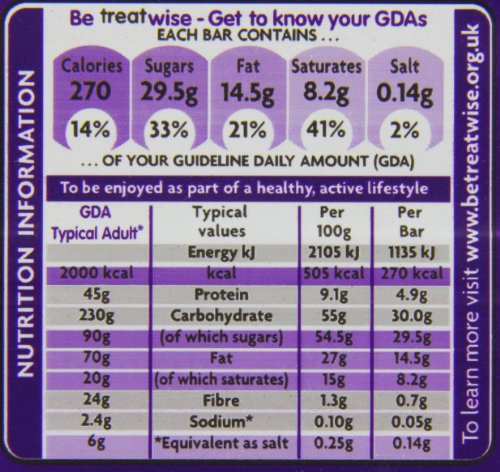 Be treatwise - Get to know your GDAs
EACH BAR CONTAINS ...
Calories Sugars Fat Saturates Salt
270 29.5g 14.5g 8.2g 0.14g
14% 33% 21% 41% 2%
... OF YOUR GUIDELINE DAILY AMOUNT (GDA)
To be enjoyed as part of a healthy, active lifestyle
GDA Typical Per Per
Typical Adult* values 100g Bar
Energy kJ 2105 kJ 1135 kJ
2000 kcal kcal 505 kcal 270 kcal
45g Protein 9.1g 4.9g
230g Carbohydrate 55g 30.0g
90g (of which sugars) 54.5g 29.5g
70g Fat 27g 14.5g
20g (of which saturates) 15g 8.2g
24g Fibre 1.3g 0.7g
2.4g Sodium* 0.10g 0.05g
6g *Equivalent as salt 0.25g 0.14g
NUTRITION INFORMATION
To learn more visit www.betreatwise.org.uk